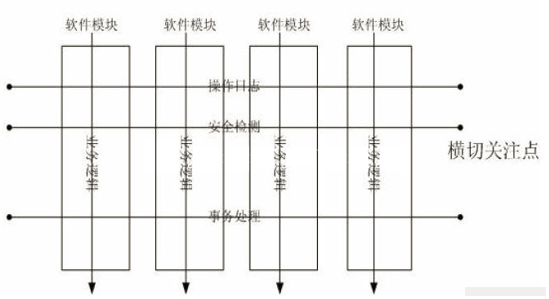 软件模块 软件模块 软件模块 软件模块
操作日志
安全检测
业务逻辑 业务逻辑 业务逻辑 业务逻辑
横切关注点
事务处理